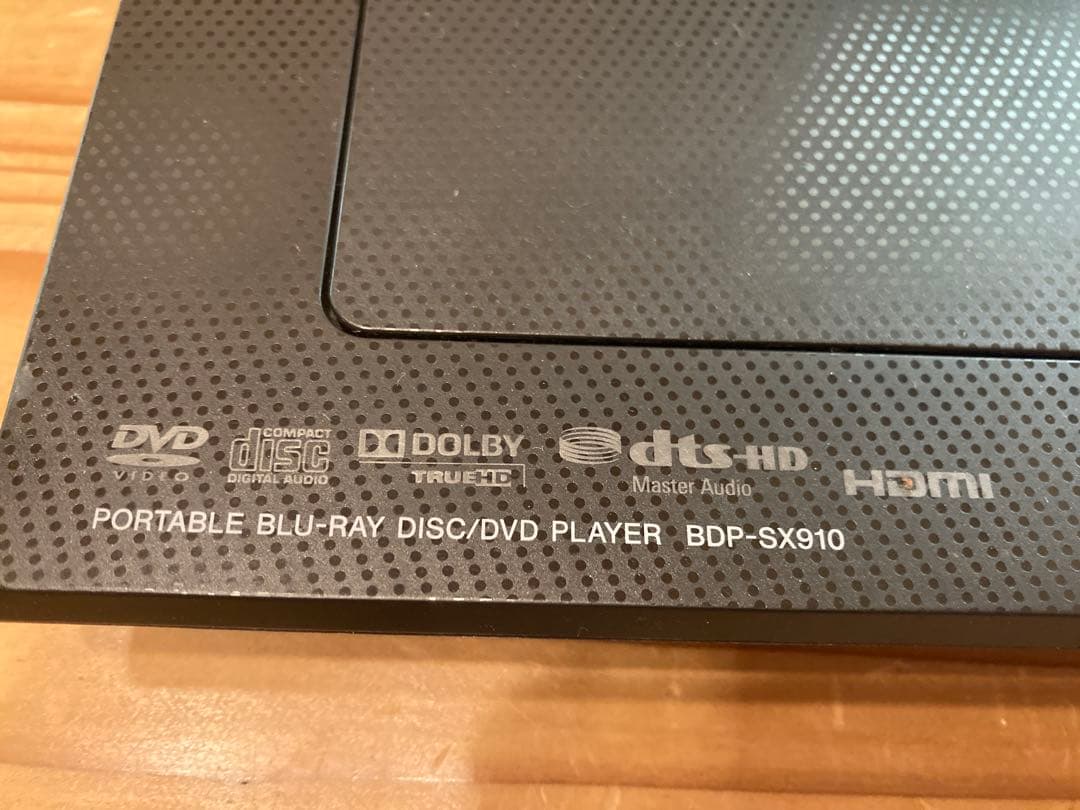 DVD VIDEO
COMPACT disc DIGITAL AUDIO
DOLBY TRUEHD
dts-HD Master Audio
HDMI
PORTABLE BLU-RAY DISC/DVD PLAYER BDP-SX910